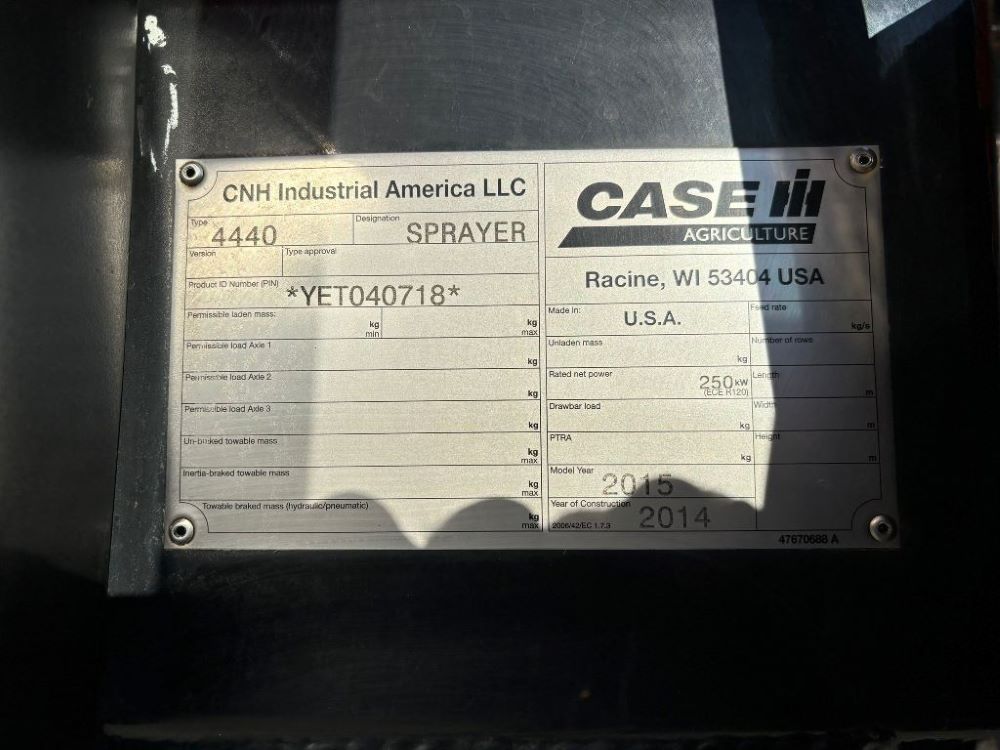 CNH Industrial America LLC
Type
4440
Designation
SPRAYER
Version
Type approval
Product ID Number (PIN)
*YET040718*
Permissible laden mass:
kg
min
kg
max
Permissible load Axle 1
kg
Permissible load Axle 2
kg
Permissible load Axle 3
kg
Un-braked towable mass
kg
max
Inertia-braked towable mass
kg
max
Towable braked mass (hydraulic/pneumatic)
kg
max
CASE IH
AGRICULTURE
Racine, WI 53404 USA
Made in:
U.S.A.
Feed rate
kg/s
Unladen mass
kg
Number of rows
Rated net power
250 kW
(ECE R120)
Length
m
Drawbar load
kg
Width
m
PTRA
kg
Height
m
Model Year
2015
Year of Construction
2014
2006/42/EC 1.7.3
47670688 A